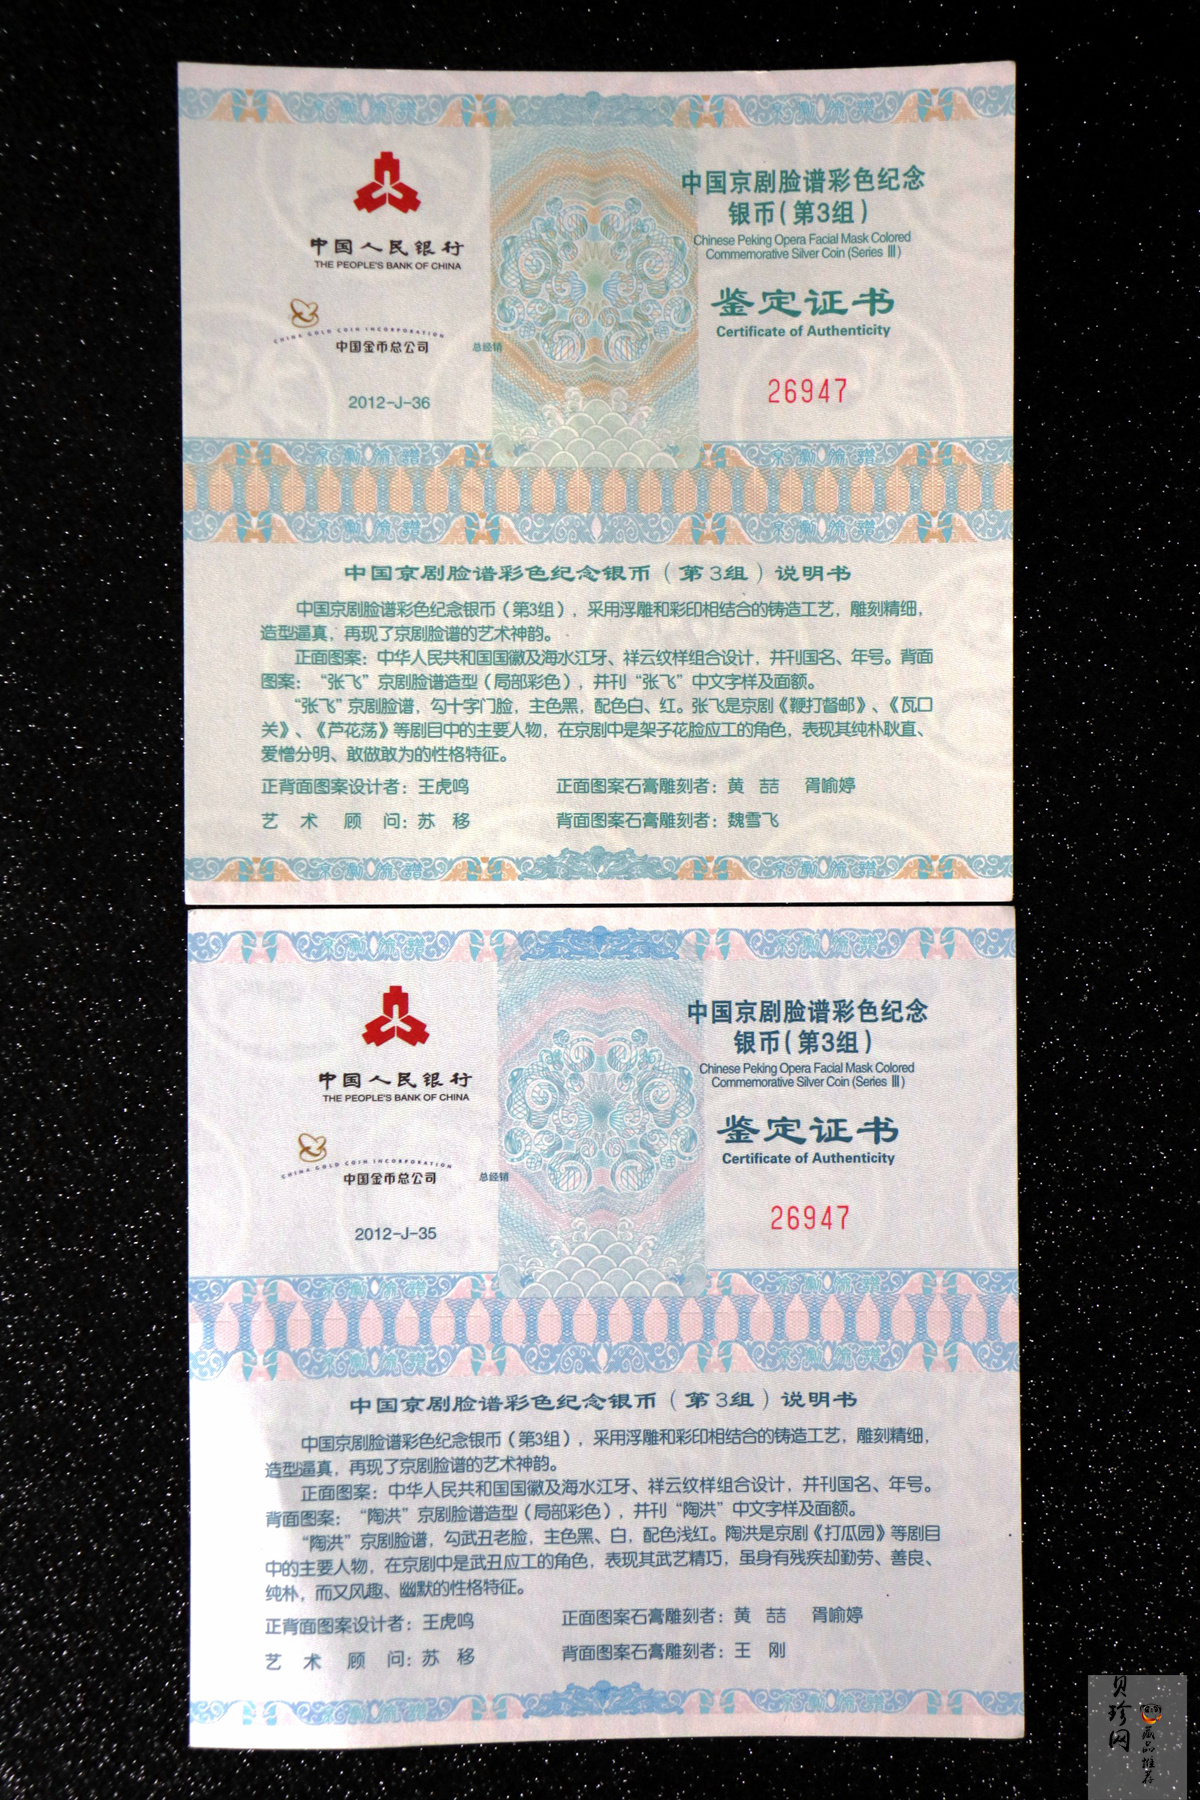 中国人民银行
THE PEOPLE'S BANK OF CHINA
CHINA GOLD COIN INCORPORATION
中国金币总公司 总经销
2012-J-36
中国京剧脸谱彩色纪念
银币(第3组)
Chinese Peking Opera Facial Mask Colored
Commemorative Silver Coin (Series Ⅲ)
鉴定证书
Certificate of Authenticity
26947
中国京剧脸谱彩色纪念银币(第3组)说明书
中国京剧脸谱彩色纪念银币(第3组),采用浮雕和彩印相结合的铸造工艺,雕刻精细,
造型逼真,再现了京剧脸谱的艺术神韵。
正面图案:中华人民共和国国徽及海水江牙、祥云纹样组合设计,并刊国名、年号。背面
图案:“张飞”京剧脸谱造型(局部彩色),并刊“张飞”中文字样及面额。
“张飞”京剧脸谱,勾十字门脸,主色黑,配色白、红。张飞是京剧《鞭打督邮》、《瓦口
关》、《芦花荡》等剧目中的主要人物,在京剧中是架子花脸应工的角色,表现其纯朴耿直、
爱憎分明、敢做敢为的性格特征。
正背面图案设计者:王虎鸣 正面图案石膏雕刻者:黄 喆 胥喻婷
艺 术 顾 问:苏 移 背面图案石膏雕刻者:魏雪飞
中国人民银行
THE PEOPLE'S BANK OF CHINA
CHINA GOLD COIN INCORPORATION
中国金币总公司 总经销
2012-J-35
中国京剧脸谱彩色纪念
银币(第3组)
Chinese Peking Opera Facial Mask Colored
Commemorative Silver Coin (Series Ⅲ)
鉴定证书
Certificate of Authenticity
26947
中国京剧脸谱彩色纪念银币(第3组)说明书
中国京剧脸谱彩色纪念银币(第3组),采用浮雕和彩印相结合的铸造工艺,雕刻精细,
造型逼真,再现了京剧脸谱的艺术神韵。
正面图案:中华人民共和国国徽及海水江牙、祥云纹样组合设计,并刊国名、年号。
背面图案:“陶洪”京剧脸谱造型(局部彩色),并刊“陶洪”中文字样及面额。
“陶洪”京剧脸谱,勾武丑老脸,主色黑、白,配色浅红。陶洪是京剧《打瓜园》等剧目
中的主要人物,在京剧中是武丑应工的角色,表现其武艺精巧,虽身有残疾却勤劳、善良、
纯朴,而又风趣、幽默的性格特征。
正背面图案设计者:王虎鸣 正面图案石膏雕刻者:黄 喆 胥喻婷
艺 术 顾 问:苏 移 背面图案石膏雕刻者:王 刚
贝珍网
藏品推荐